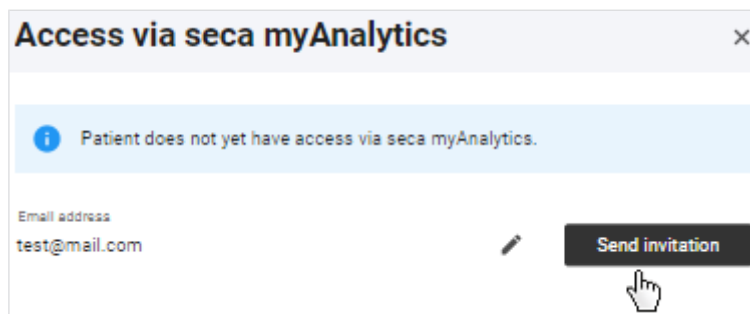 Access via seca myAnalytics
Patient does not yet have access via seca myAnalytics.
Email address
test@mail.com
Send invitation